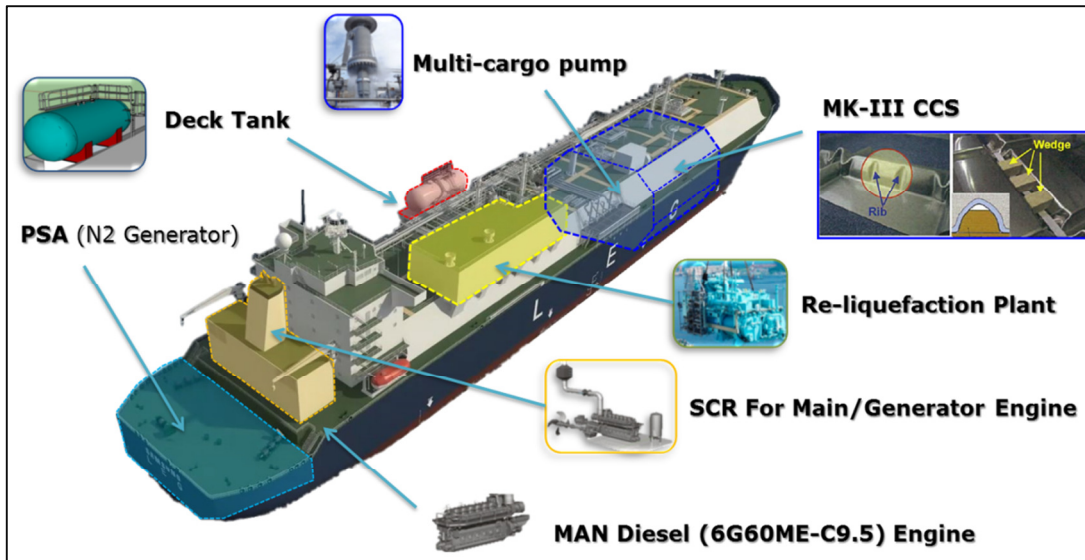 Multi-cargo pump
MK-III CCS
Deck Tank
Wedge
Rib
PSA (N2 Generator)
L E G
Re-liquefaction Plant
SCR For Main/Generator Engine
MAN Diesel (6G60ME-C9.5) Engine